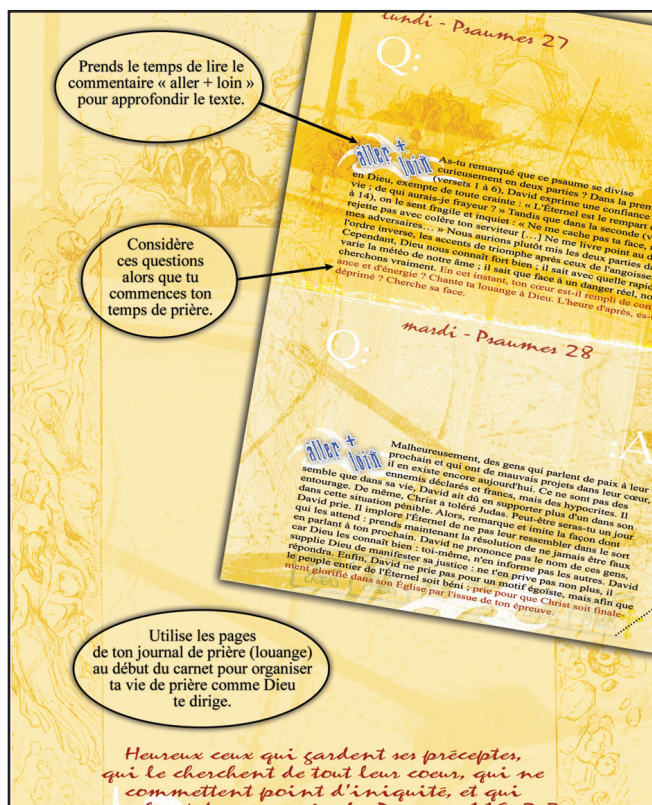 lundi - Psaumes 27
Q:
Prends le temps de lire le
commentaire « aller + loin »
pour approfondir le texte.
aller +
loin
As-tu remarqué que ce psaume se divise
curieusement en deux parties ? Dans la prem
(versets 1 à 6), David exprime une confiance
en Dieu, exempte de toute crainte : « L'Éternel est le rempart d
vie ; de qui aurais-je frayeur ? » Tandis que dans la seconde (v
à 14), on le sent fragile et inquiet : « Ne me cache pas ta face, n
rejette pas avec colère ton serviteur [...] Ne me livre point au d
mes adversaires... » Nous aurions plutôt mis les deux parties da
l'ordre inverse, les accents de triomphe après ceux de l'angoisse
Cependant, Dieu nous connaît fort bien ; il sait avec quelle rapid
varie la météo de notre âme ; il sait que face à un danger réel, no
cherchons vraiment. En cet instant, ton cœur est-il rempli de con
ance et d'énergie ? Chante ta louange à Dieu. L'heure d'après, es-t
déprimé ? Cherche sa face.
Considère
ces questions
alors que tu
commences ton
temps de prière.
mardi - Psaumes 28
Q:
:A
aller +
loin
Malheureusement, des gens qui parlent de paix à leur
prochain et qui ont de mauvais projets dans leur cœur,
il en existe encore aujourd'hui. Ce ne sont pas des
ennemis déclarés et francs, mais des hypocrites. Il
semble que dans sa vie, David ait dû en supporter plus d'un dans son
entourage. De même, Christ a toléré Judas. Peut-être seras-tu un jour
dans cette situation pénible. Alors, remarque et imite la façon dont
David prie. Il implore l'Éternel de ne pas leur ressembler dans le sort
qui les attend : prends maintenant la résolution de ne jamais être faux
en parlant à ton prochain. David ne prononce pas le nom de ces gens,
car Dieu les connaît bien : toi-même, n'en informe pas les autres. David
supplie Dieu de manifester sa justice : ne t'en prive pas non plus, il
répondra. Enfin, David ne prie pas pour un motif égoïste, mais afin que
le peuple entier de l'Éternel soit béni ; prie pour que Christ soit finale-
ment glorifié dans son Église par l'issue de ton épreuve.
Utilise les pages
de ton journal de prière (louange)
au début du carnet pour organiser
ta vie de prière comme Dieu
te dirige.
Heureux ceux qui gardent ses préceptes,
qui le cherchent de tout leur coeur, qui ne
commettent point d'iniquité, et qui